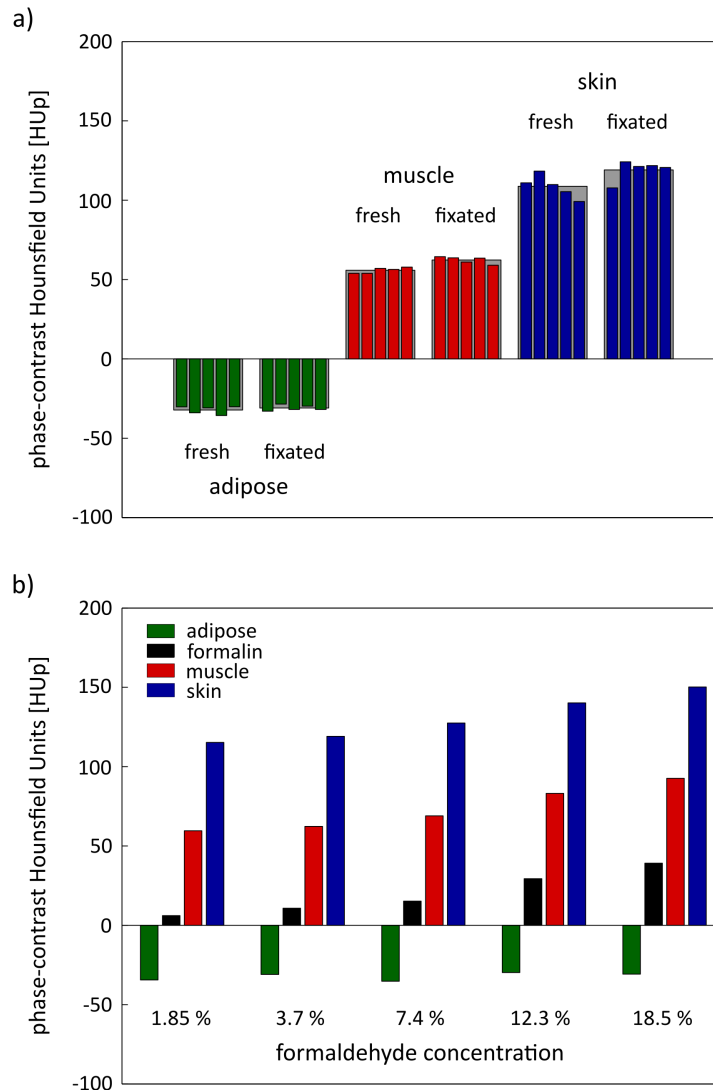 a)
phase-contrast Hounsfield Units [HUp]
200
150
100
50
0
-50
-100
skin
fresh fixated
muscle
fresh fixated
fresh fixated
adipose
b)
phase-contrast Hounsfield Units [HUp]
200
150
100
50
0
-50
-100
adipose
formalin
muscle
skin
1.85 % 3.7 % 7.4 % 12.3 % 18.5 %
formaldehyde concentration